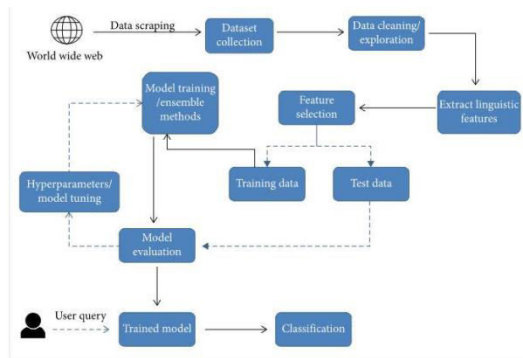 Data scraping
World wide web
Dataset
collection
Data cleaning/
exploration
Model training
/ensemble
methods
Feature
selection
Extract linguistic
features
Hyperparameters/
model tuning
Training data
Test data
Model
evaluation
User query
Trained model
Classification